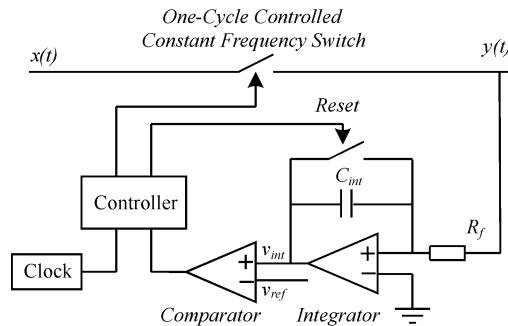 One-Cycle Controlled
Constant Frequency Switch
x(t)
y(t)
Reset
C_int
Controller
R_f
Clock
v_int
v_ref
+
−
+
−
Comparator
Integrator